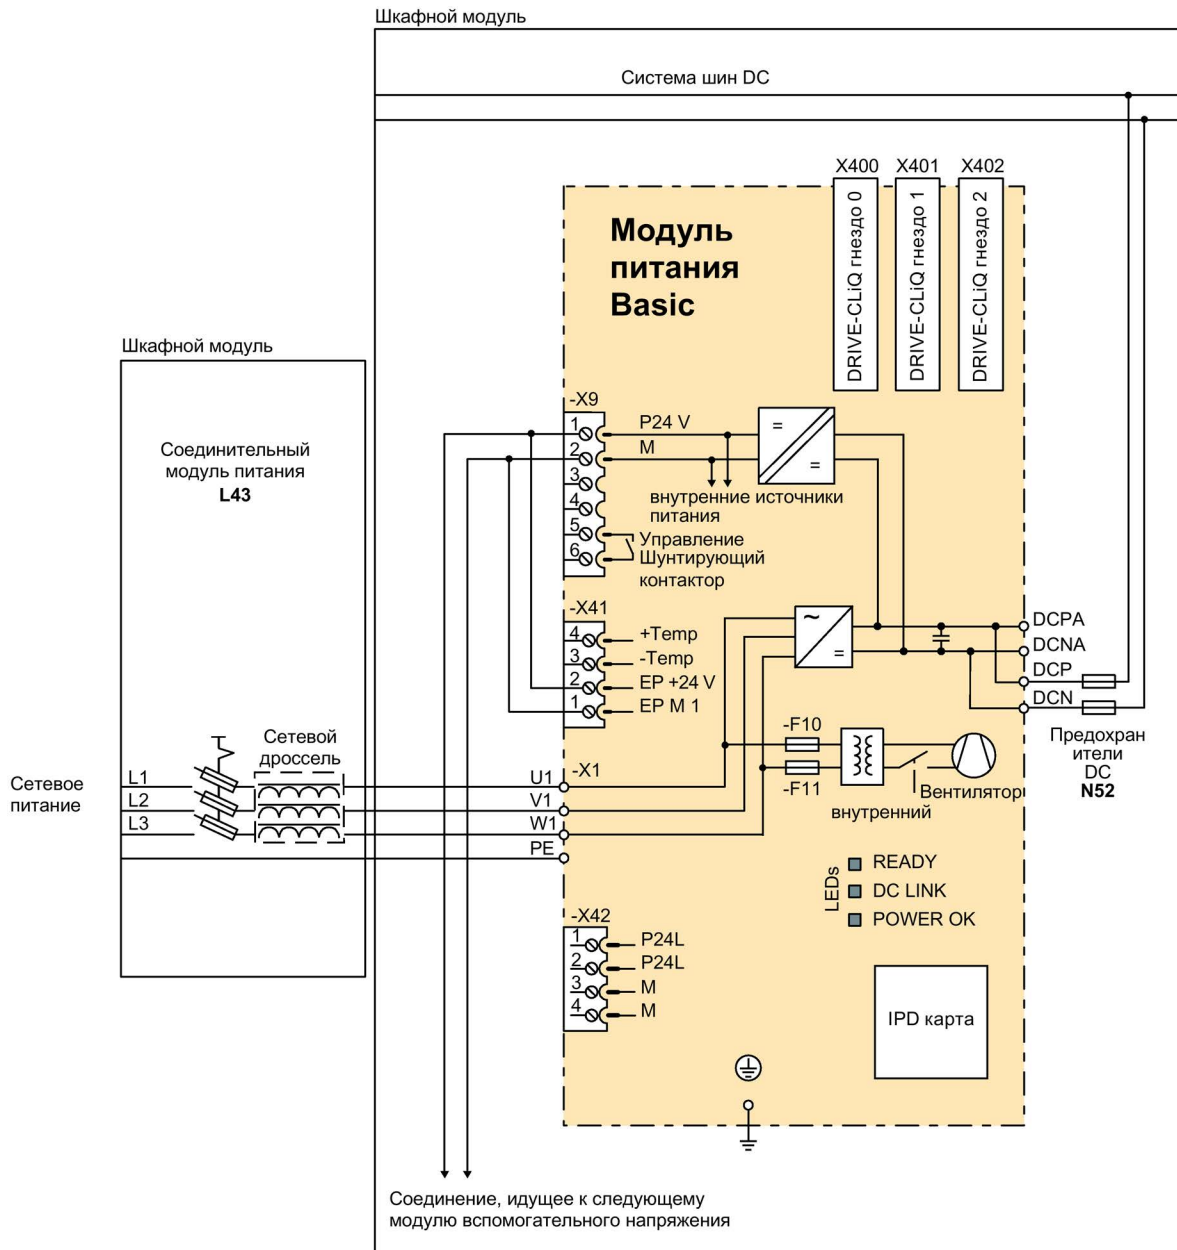 Шкафной модуль
Система шин DC
X400
X401
X402
DRIVE-CLiQ гнездо 0
DRIVE-CLiQ гнездо 1
DRIVE-CLiQ гнездо 2
Модуль
питания
Basic
Шкафной модуль
Соединительный
модуль питания
L43
-X9
1
2
3
4
5
6
P24 V
M
=
=
внутренние источники
питания
Управление
Шунтирующий
контактор
-X41
4
3
2
1
+Temp
-Temp
EP +24 V
EP M 1
~
=
DCPA
DCNA
DCP
DCN
Предохран
ители
DC
N52
-F10
-F11
внутренний
Вентилятор
Сетевой
дроссель
Сетевое
питание
L1
L2
L3
-X1
U1
V1
W1
PE
LEDs
READY
DC LINK
POWER OK
-X42
1
2
3
4
P24L
P24L
M
M
IPD карта
Соединение, идущее к следующему
модулю вспомогательного напряжения